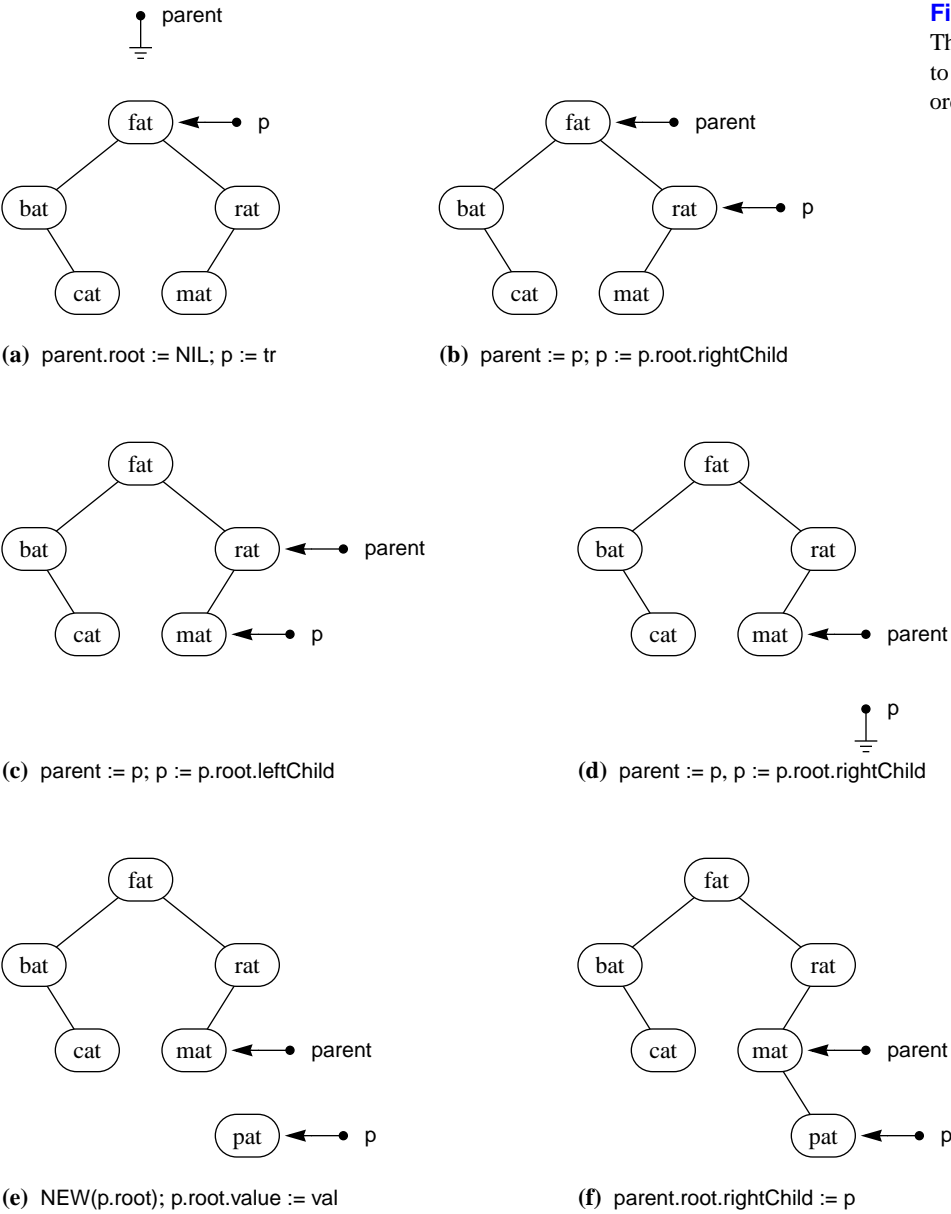 parent
Fi
Th
to
fat
p
fat
parent
bat
rat
bat
rat
p
cat
mat
cat
mat
(a) parent.root := NIL; p := tr
(b) parent := p; p := p.root.rightChild
fat
fat
bat
rat
parent
bat
rat
cat
mat
p
cat
mat
parent
p
(c) parent := p; p := p.root.leftChild
(d) parent := p, p := p.root.rightChild
fat
fat
bat
rat
bat
rat
cat
mat
parent
cat
mat
parent
pat
p
pat
p
(e) NEW(p.root); p.root.value := val
(f) parent.root.rightChild := p